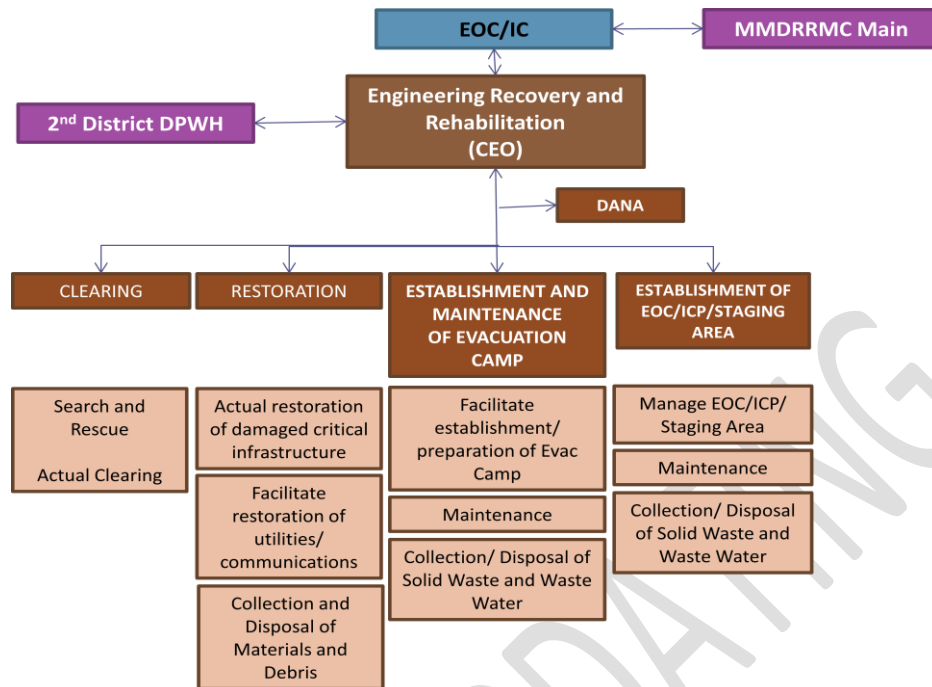 EOC/IC
MMDRRMC Main
Engineering Recovery and
Rehabilitation
(CEO)
2nd District DPWH
DANA
CLEARING
RESTORATION
ESTABLISHMENT AND
MAINTENANCE
OF EVACUATION
CAMP
ESTABLISHMENT OF
EOC/ICP/STAGING
AREA
Search and
Rescue
Actual Clearing
Actual restoration
of damaged critical
infrastructure
Facilitate
restoration of
utilities/
communications
Collection and
Disposal of
Materials and
Debris
Facilitate
establishment/
preparation of Evac
Camp
Maintenance
Collection/ Disposal
of Solid Waste and Waste
Water
Manage EOC/ICP/
Staging Area
Maintenance
Collection/ Disposal
of Solid Waste and
Waste Water